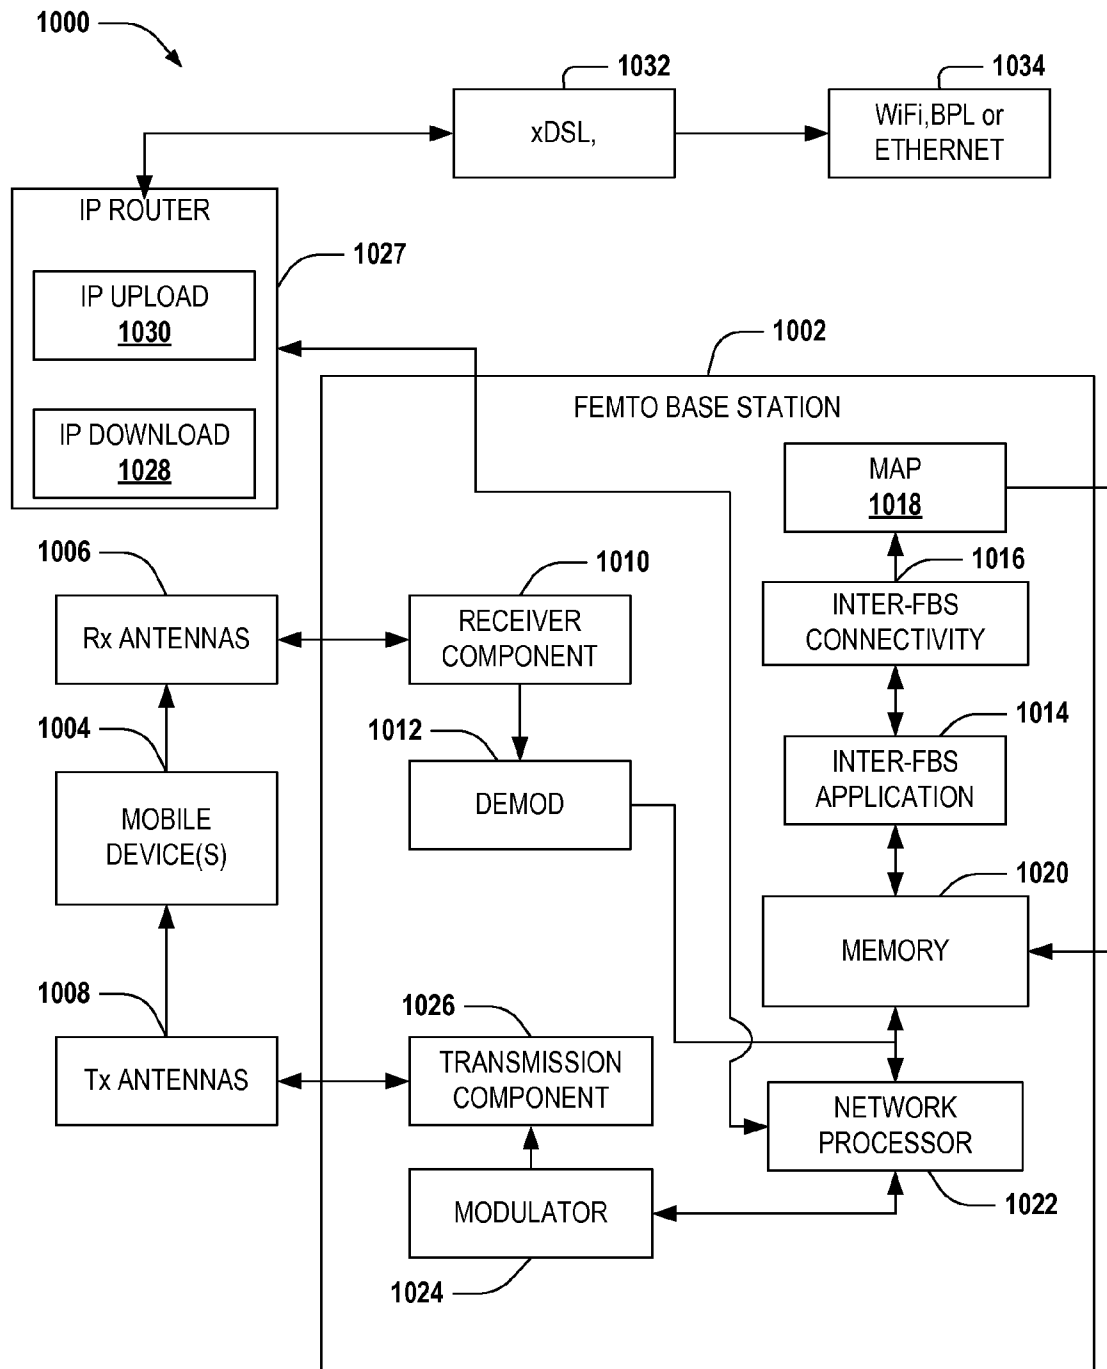 1000
1032
1034
xDSL,
WiFi,BPL or
ETHERNET
IP ROUTER
1027
IP UPLOAD
1030
1002
FEMTO BASE STATION
IP DOWNLOAD
1028
MAP
1018
1006
1010
1016
Rx ANTENNAS
RECEIVER
COMPONENT
INTER-FBS
CONNECTIVITY
1004
1012
1014
MOBILE
DEVICE(S)
DEMOD
INTER-FBS
APPLICATION
1020
MEMORY
1008
1026
Tx ANTENNAS
TRANSMISSION
COMPONENT
NETWORK
PROCESSOR
MODULATOR
1022
1024